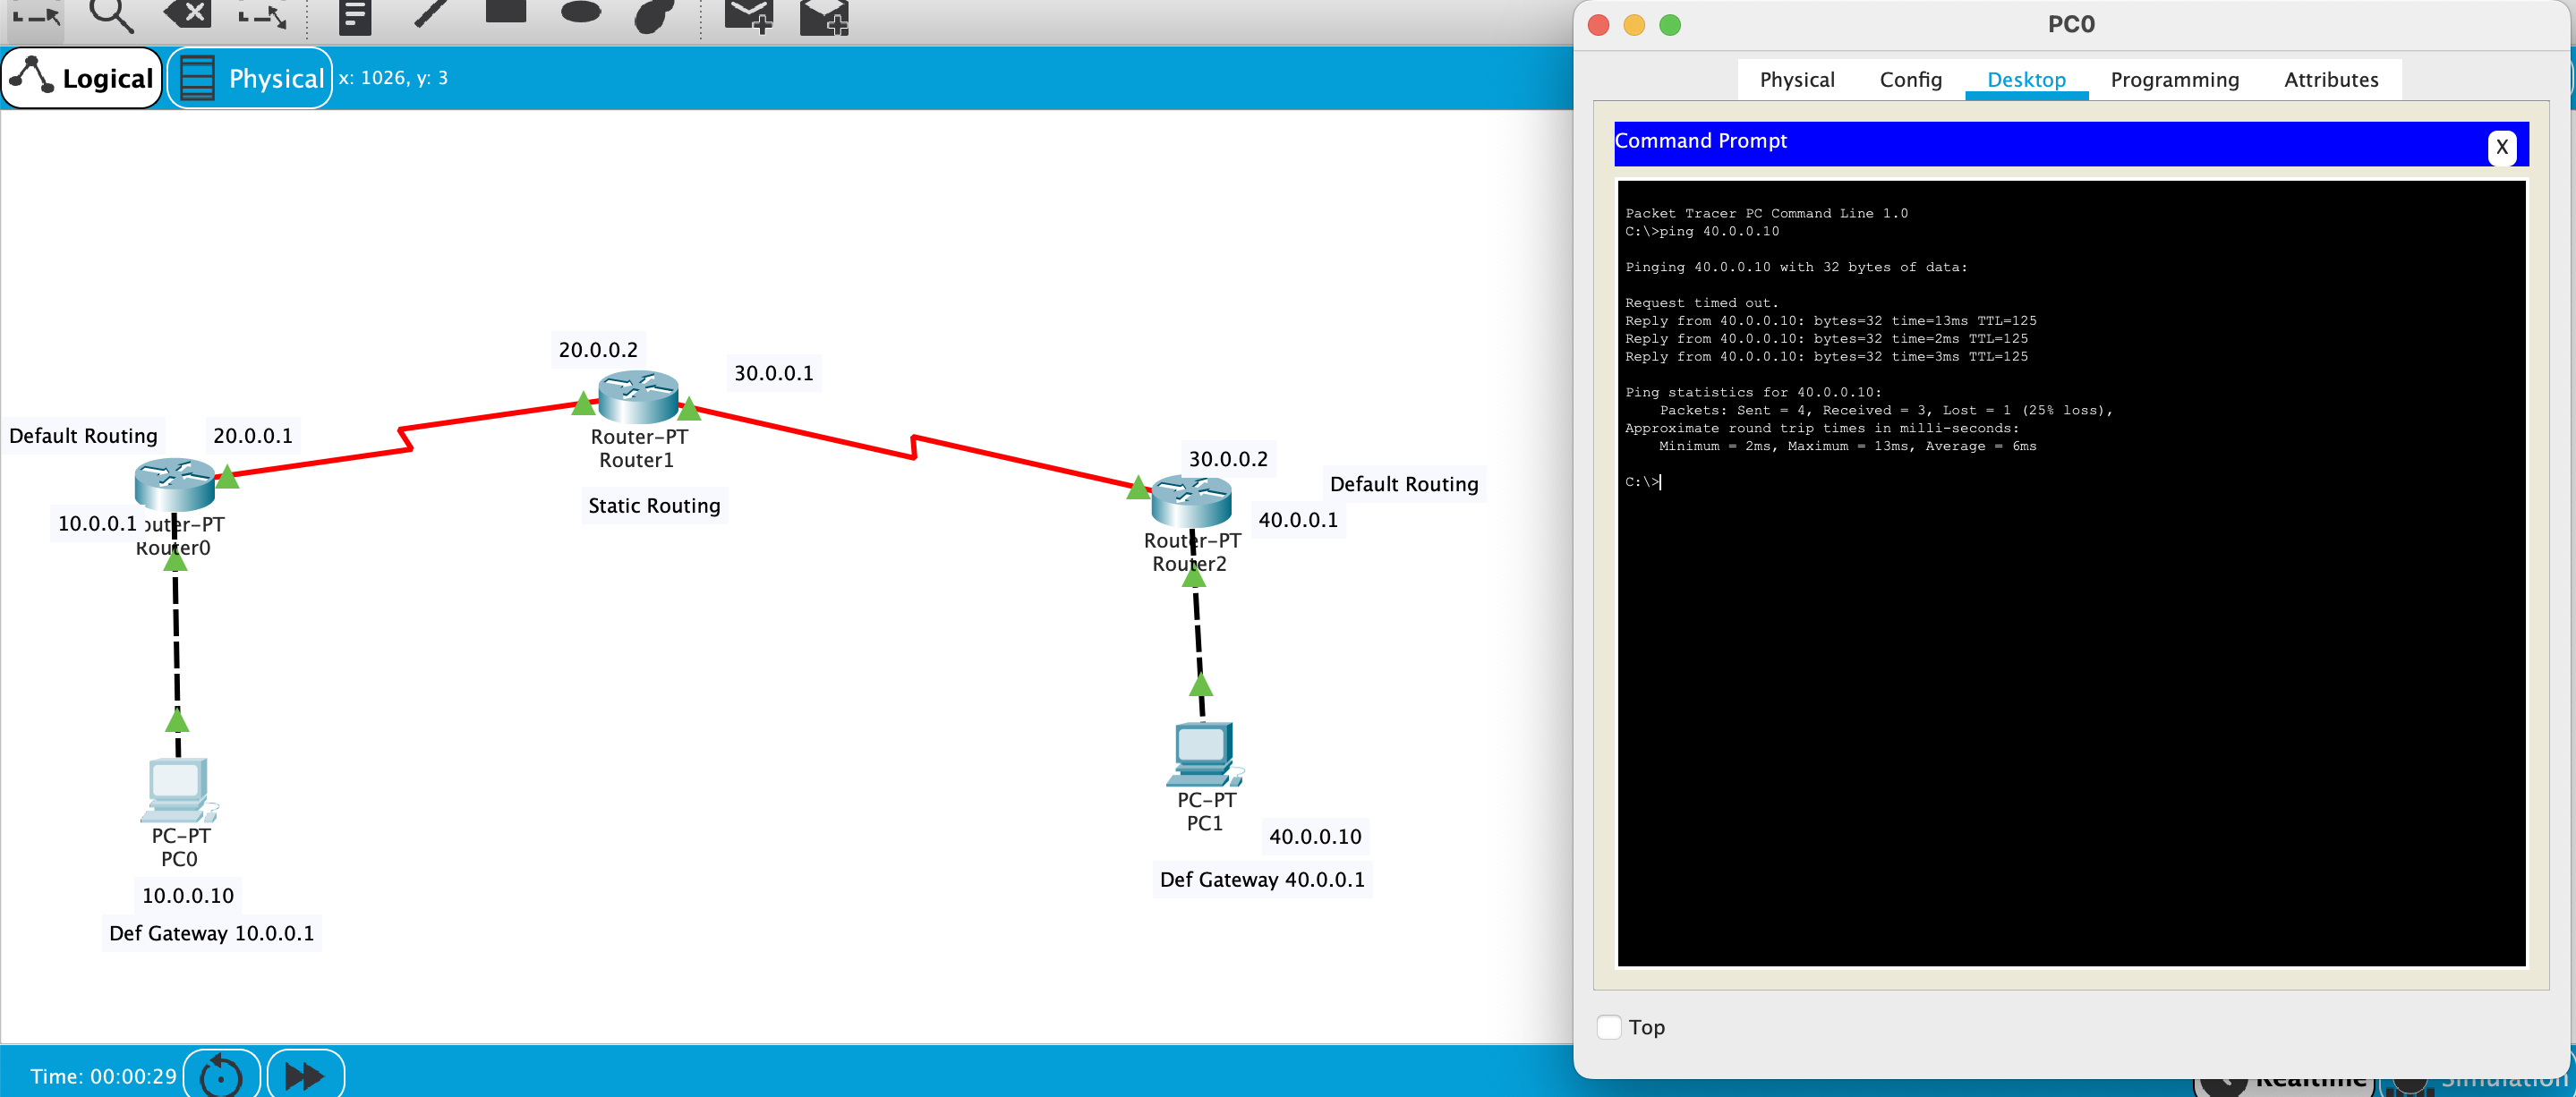 PC0
Logical
Physical
x: 1026, y: 3
Physical
Config
Desktop
Programming
Attributes
Command Prompt
X
Packet Tracer PC Command Line 1.0
C:\>ping 40.0.0.10
Pinging 40.0.0.10 with 32 bytes of data:
Request timed out.
Reply from 40.0.0.10: bytes=32 time=13ms TTL=125
Reply from 40.0.0.10: bytes=32 time=2ms TTL=125
Reply from 40.0.0.10: bytes=32 time=3ms TTL=125
Ping statistics for 40.0.0.10:
Packets: Sent = 4, Received = 3, Lost = 1 (25% loss),
Approximate round trip times in milli-seconds:
Minimum = 2ms, Maximum = 13ms, Average = 6ms
C:\>
20.0.0.2
30.0.0.1
Default Routing
20.0.0.1
Router-PT
Router1
Static Routing
30.0.0.2
Default Routing
40.0.0.1
10.0.0.1
outer-PT
Router0
Router-PT
Router2
PC-PT
PC1
40.0.0.10
Def Gateway 40.0.0.1
PC-PT
PC0
10.0.0.10
Def Gateway 10.0.0.1
Top
Time: 00:00:29
Realtime
Simulation